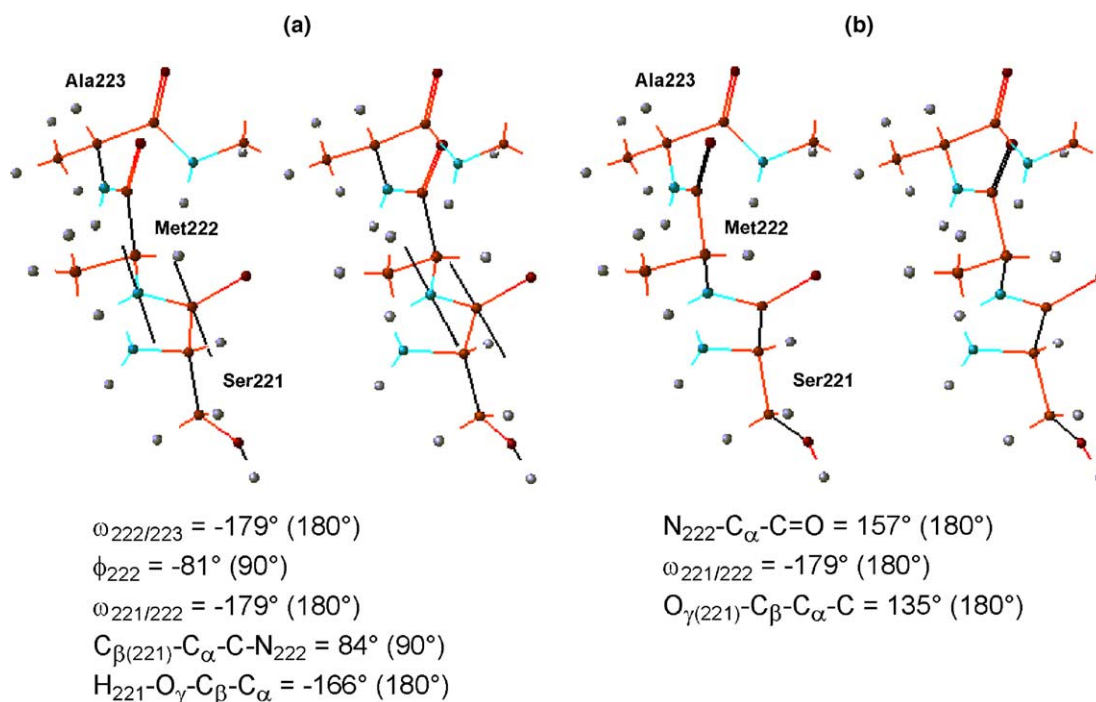 (a)
Ala223
Met222
Ser221
ω222/223 = -179° (180°)
ϕ222 = -81° (90°)
ω221/222 = -179° (180°)
Cβ(221)-Cα-C-N222 = 84° (90°)
H221-Oγ-Cβ-Cα = -166° (180°)
(b)
Ala223
Met222
Ser221
N222-Cα-C=O = 157° (180°)
ω221/222 = -179° (180°)
Oγ(221)-Cβ-Cα-C = 135° (180°)